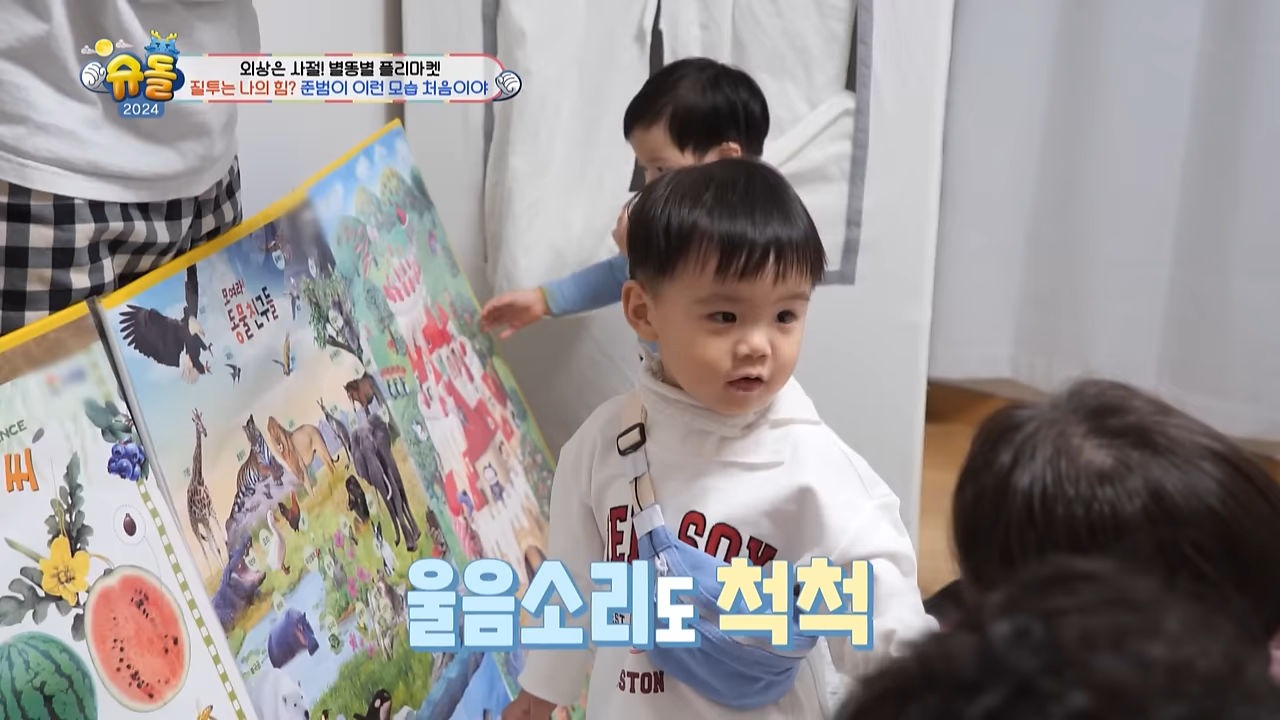 슈돌
2024
외상은 사절! 별똥별 플리마켓
질투는 나의 힘? 준범이 이런 모습 처음이야
모여라!
동물친구들
울음소리도 척척
SOX
STON